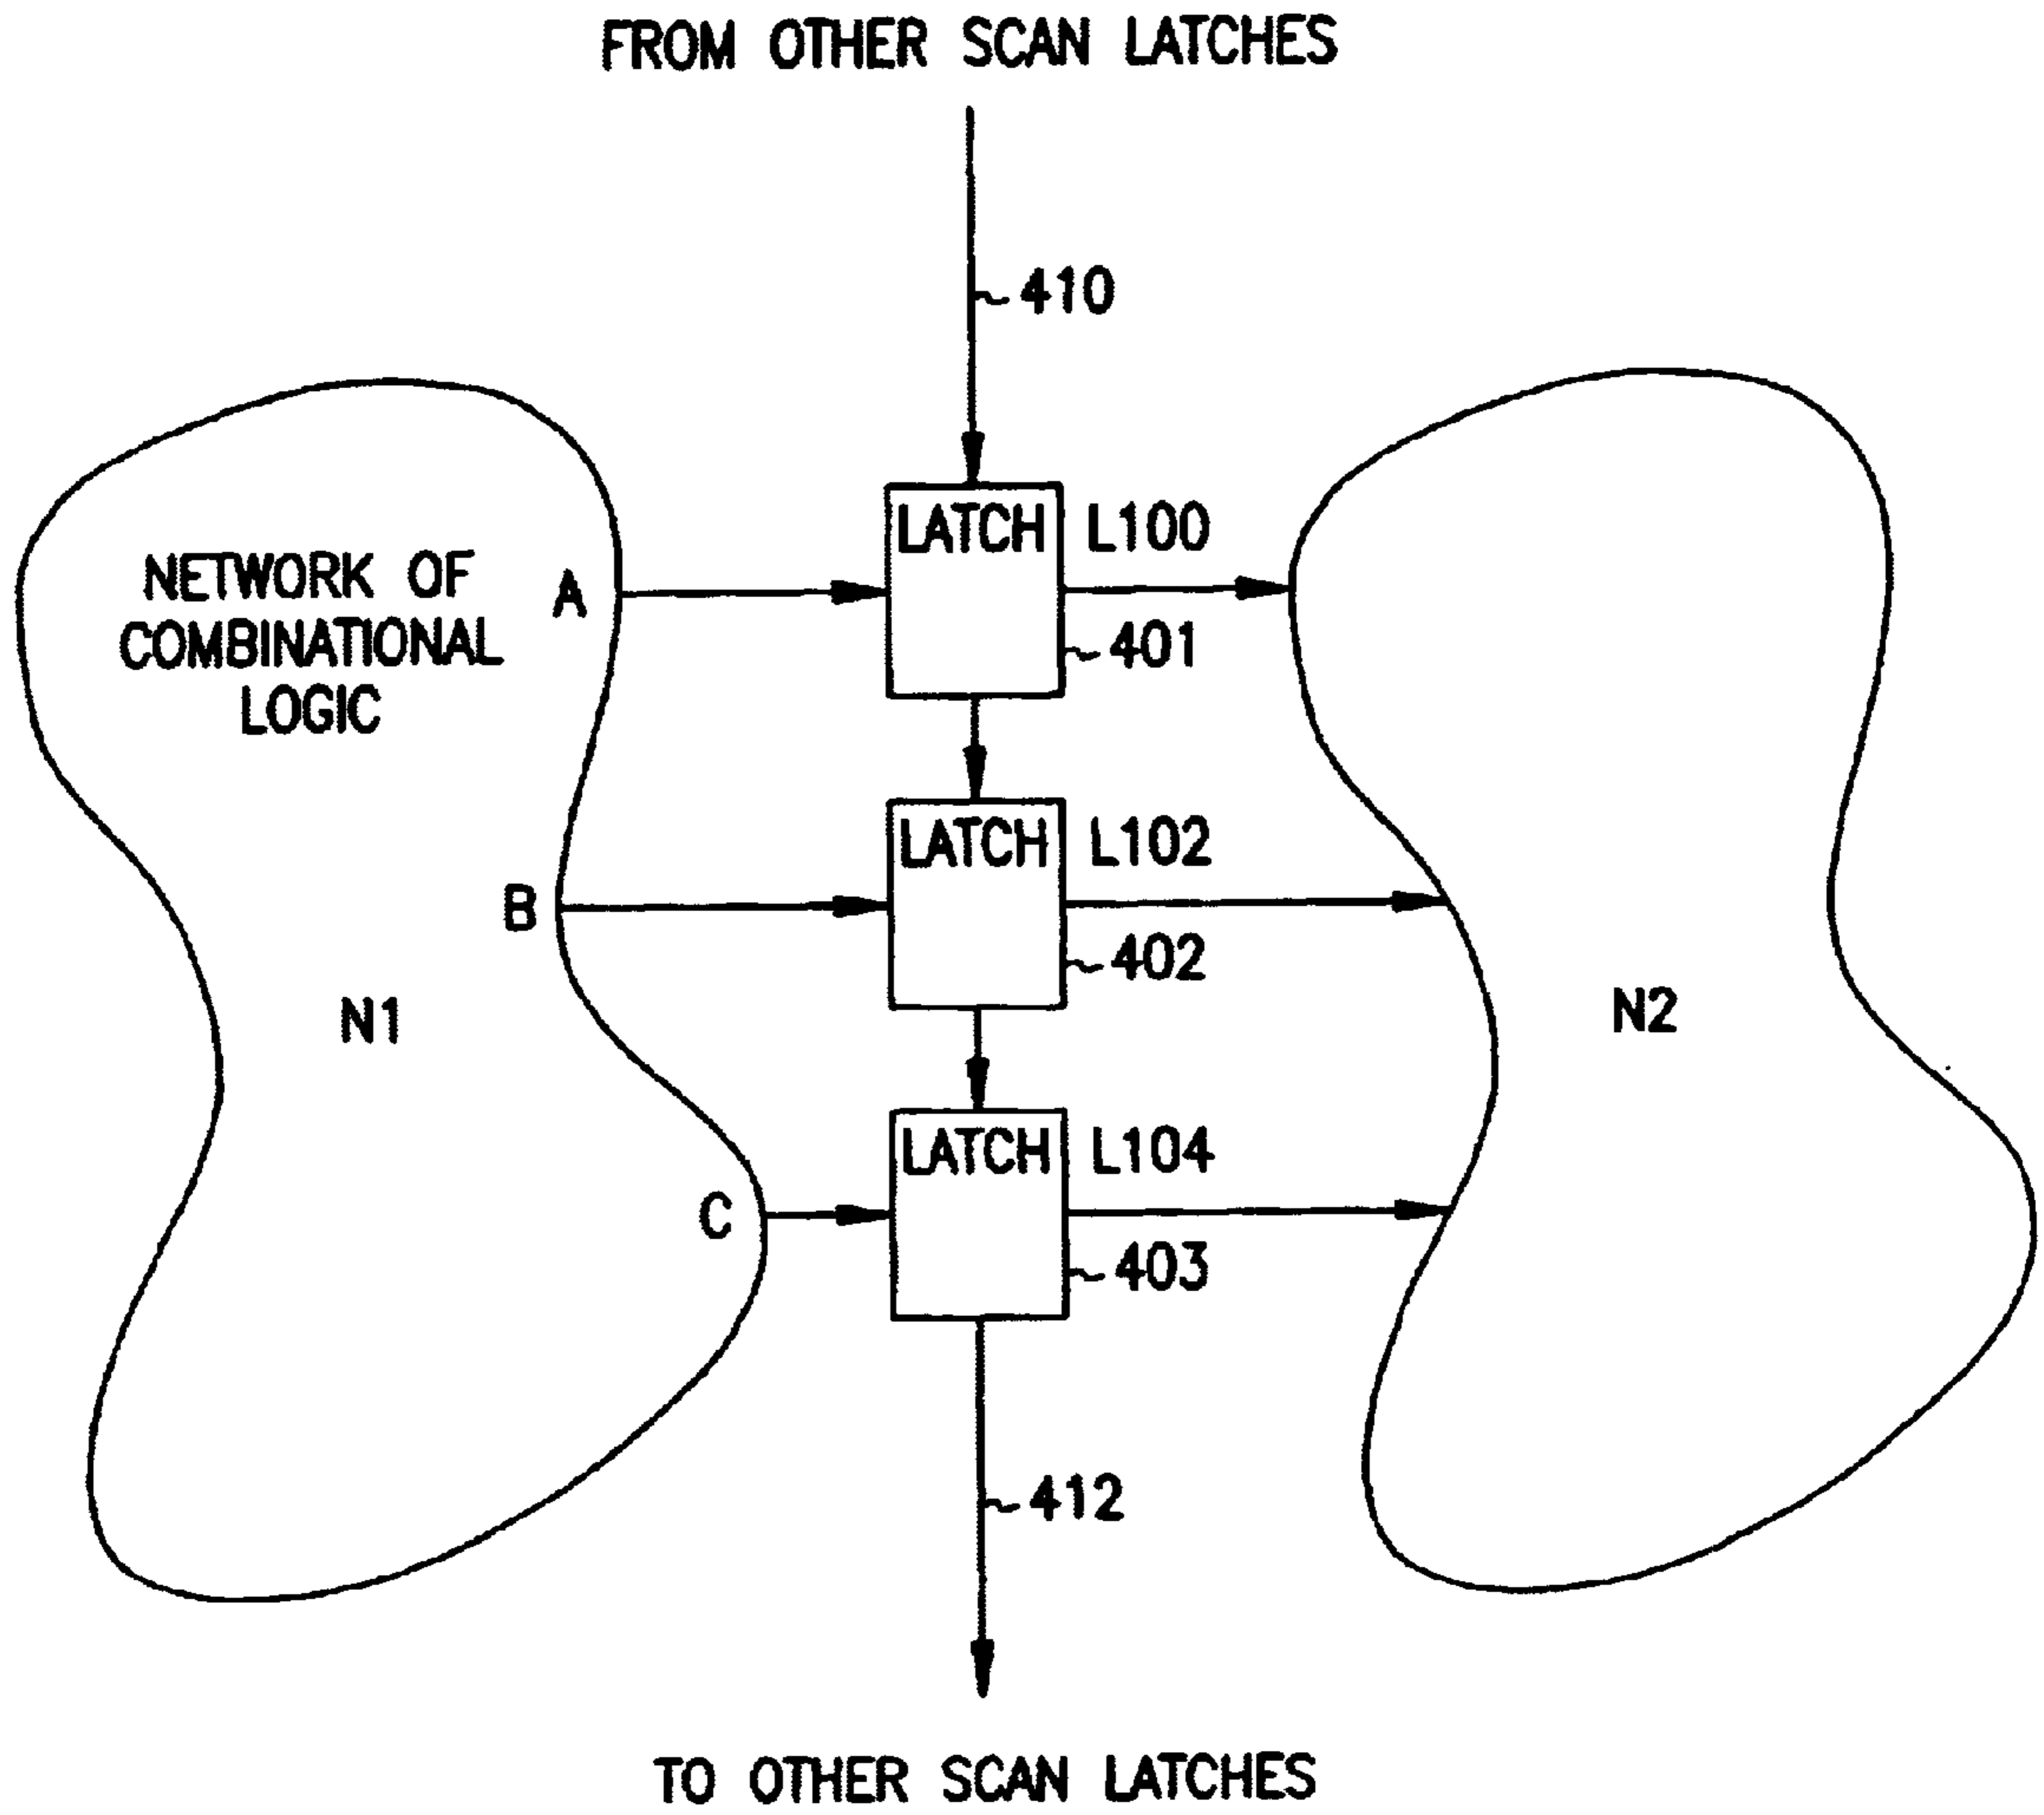 FROM OTHER SCAN LATCHES
410
LATCH L100
NETWORK OF
COMBINATIONAL
LOGIC
A
401
LATCH L102
B
402
N1
N2
LATCH L104
C
403
412
TO OTHER SCAN LATCHES